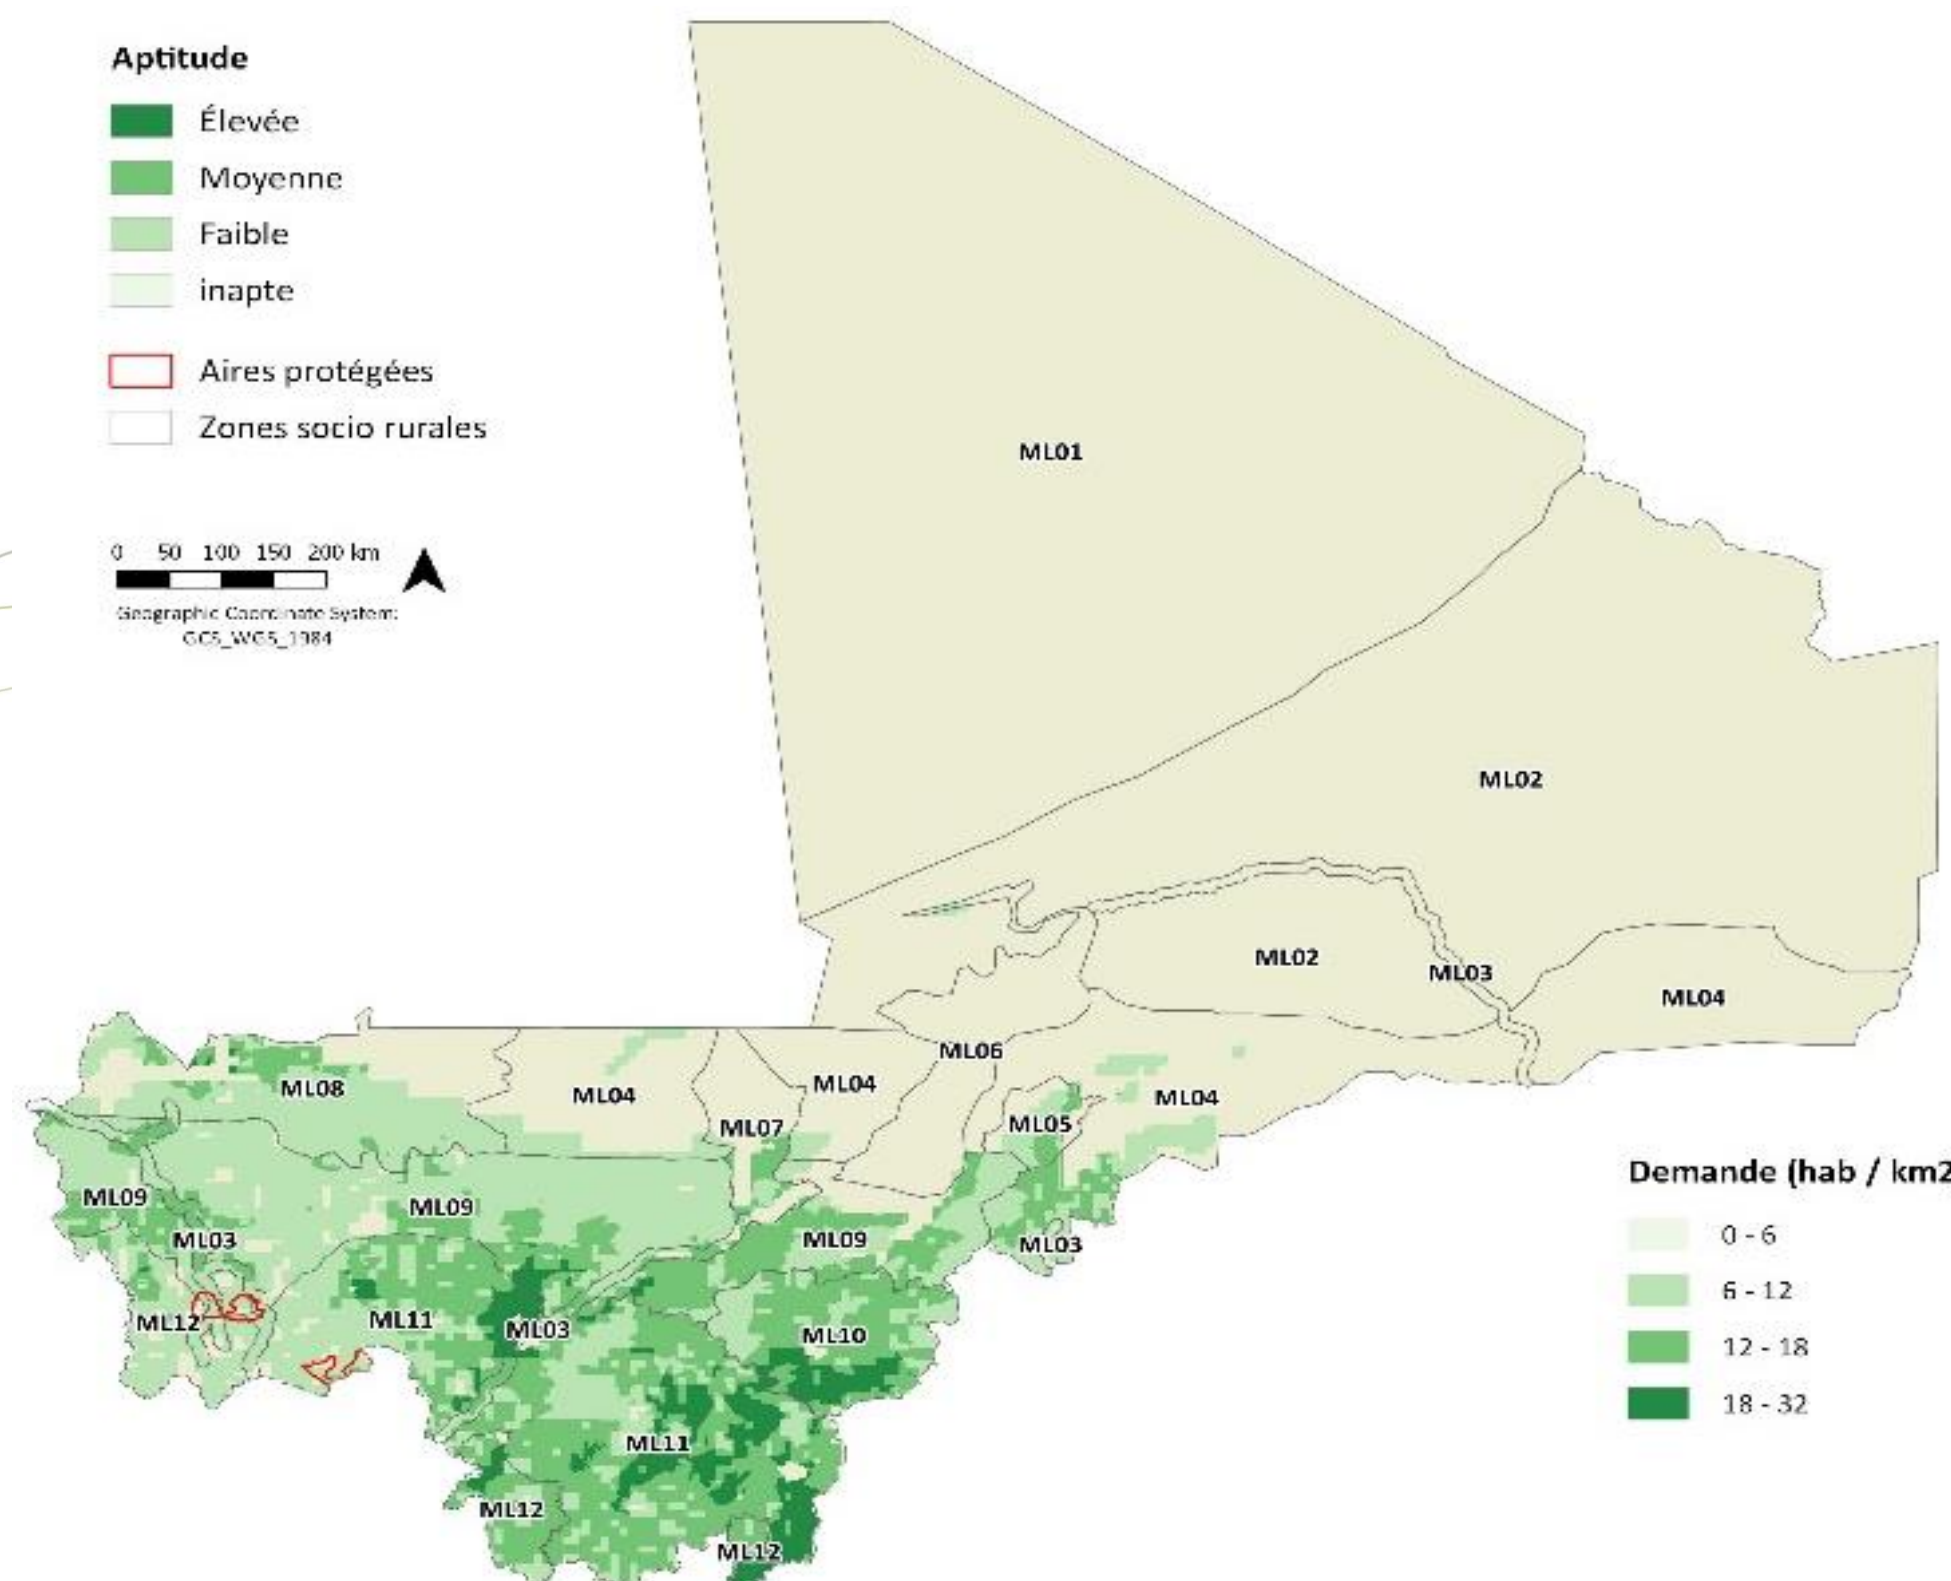 Aptitude
Élevée
Moyenne
Faible
inapte
Aires protégées
Zones socio rurales
0 50 100 150 200 km
Geographic Coordinate System:
GCS_WGS_1984
ML01
ML02
ML02
ML03
ML04
ML06
ML08
ML04
ML04
ML04
ML07
ML05
ML09
ML09
ML03
ML09
ML03
ML12
ML11
ML03
ML10
ML11
ML12
ML12
Demande (hab / km2
0 - 6
6 - 12
12 - 18
18 - 32